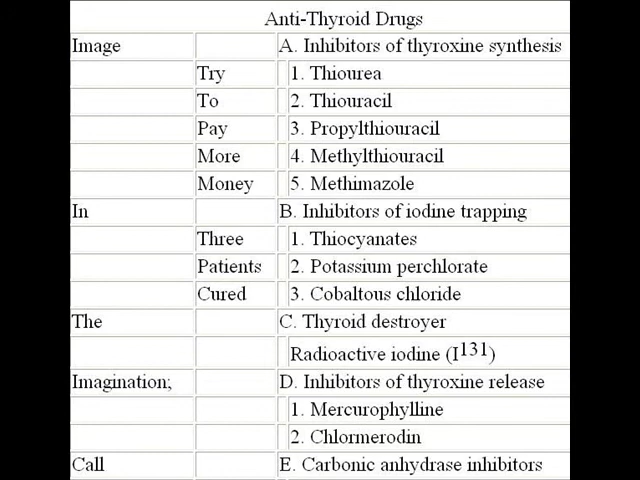 Anti-Thyroid Drugs
Image A. Inhibitors of thyroxine synthesis
Try 1. Thiourea
To 2. Thiouracil
Pay 3. Propylthiouracil
More 4. Methylthiouracil
Money 5. Methimazole
In B. Inhibitors of iodine trapping
Three 1. Thiocyanates
Patients 2. Potassium perchlorate
Cured 3. Cobaltous chloride
The C. Thyroid destroyer
Radioactive iodine (I131)
Imagination; D. Inhibitors of thyroxine release
1. Mercurophylline
2. Chlormerodin
Call E. Carbonic anhydrase inhibitors